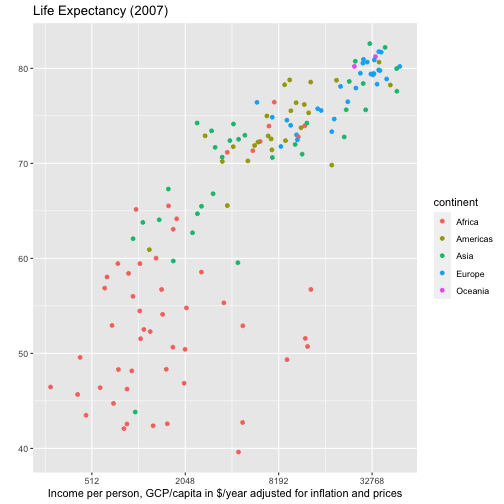 Life Expectancy (2007)
80
70
60
50
40
512
2048
8192
32768
Income per person, GCP/capita in $/year adjusted for inflation and prices
continent
Africa
Americas
Asia
Europe
Oceania